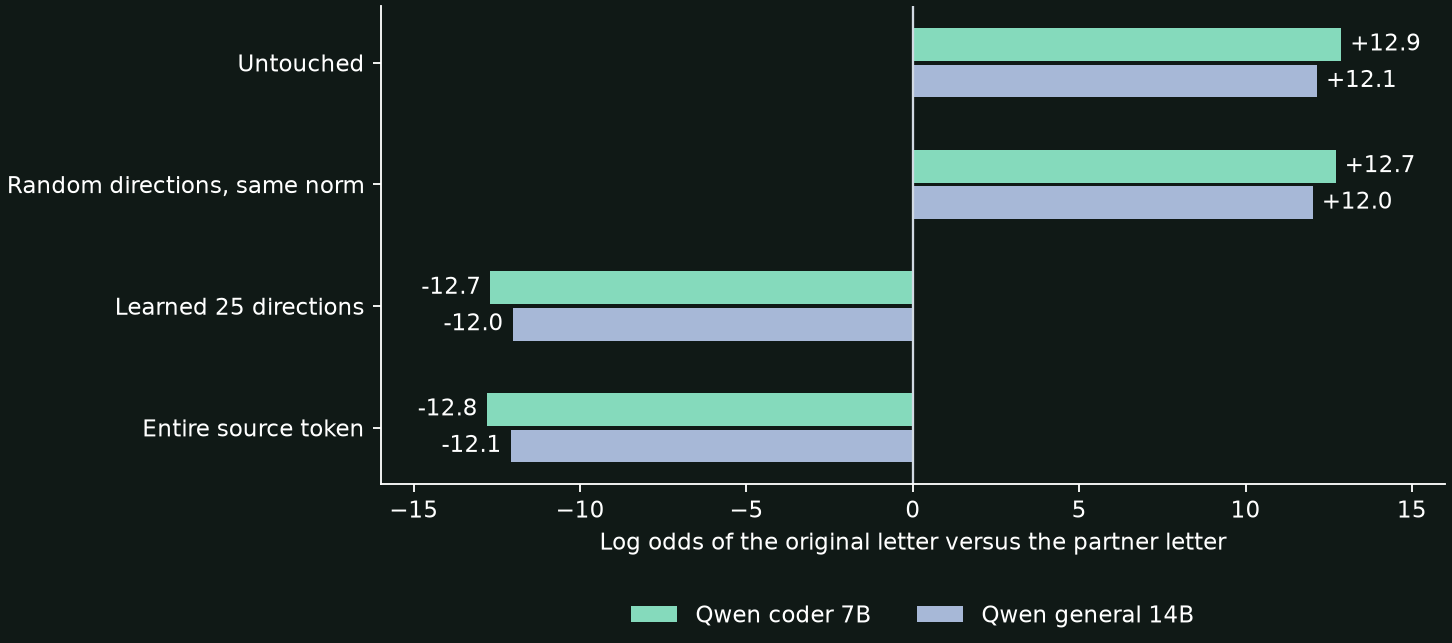 Untouched
+12.9
+12.1
Random directions, same norm
+12.7
+12.0
Learned 25 directions
-12.7
-12.0
Entire source token
-12.8
-12.1
−15 −10 −5 0 5 10 15
Log odds of the original letter versus the partner letter
Qwen coder 7B Qwen general 14B